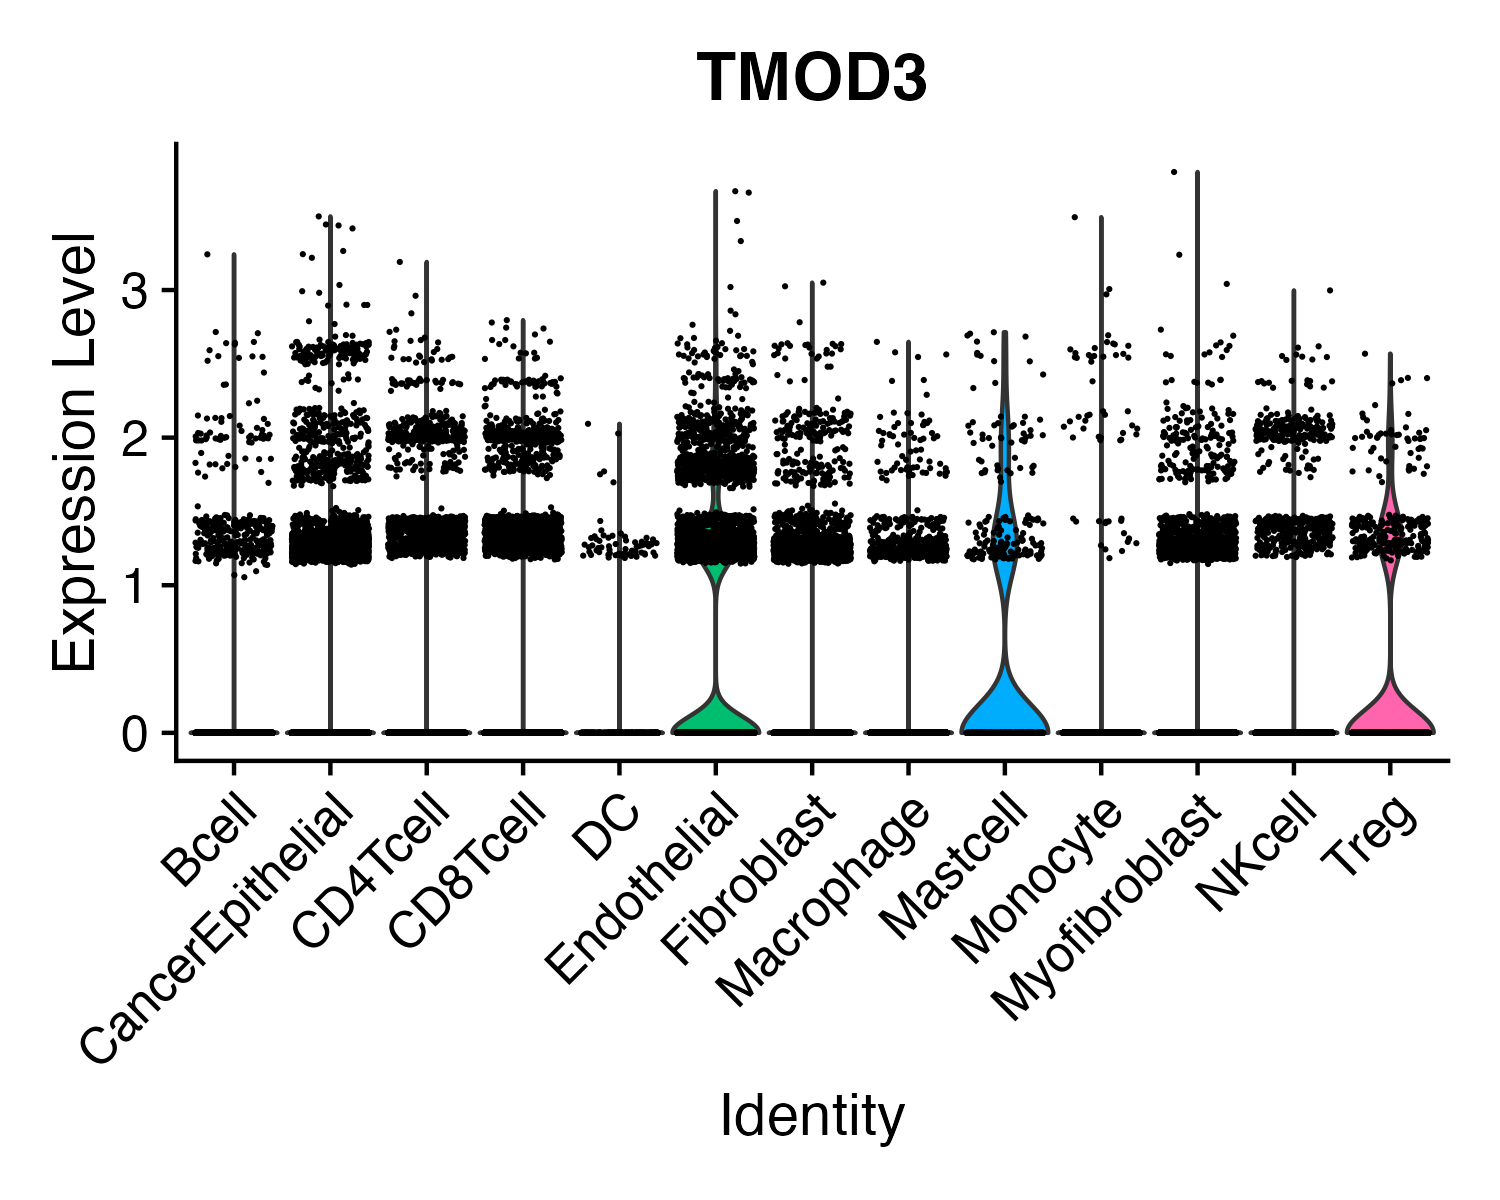 TMOD3
Expression Level
3
2
1
0
Bcell
CancerEpithelial
CD4Tcell
CD8Tcell
DC
Endothelial
Fibroblast
Macrophage
Mastcell
Monocyte
Myofibroblast
NKcell
Treg
Identity